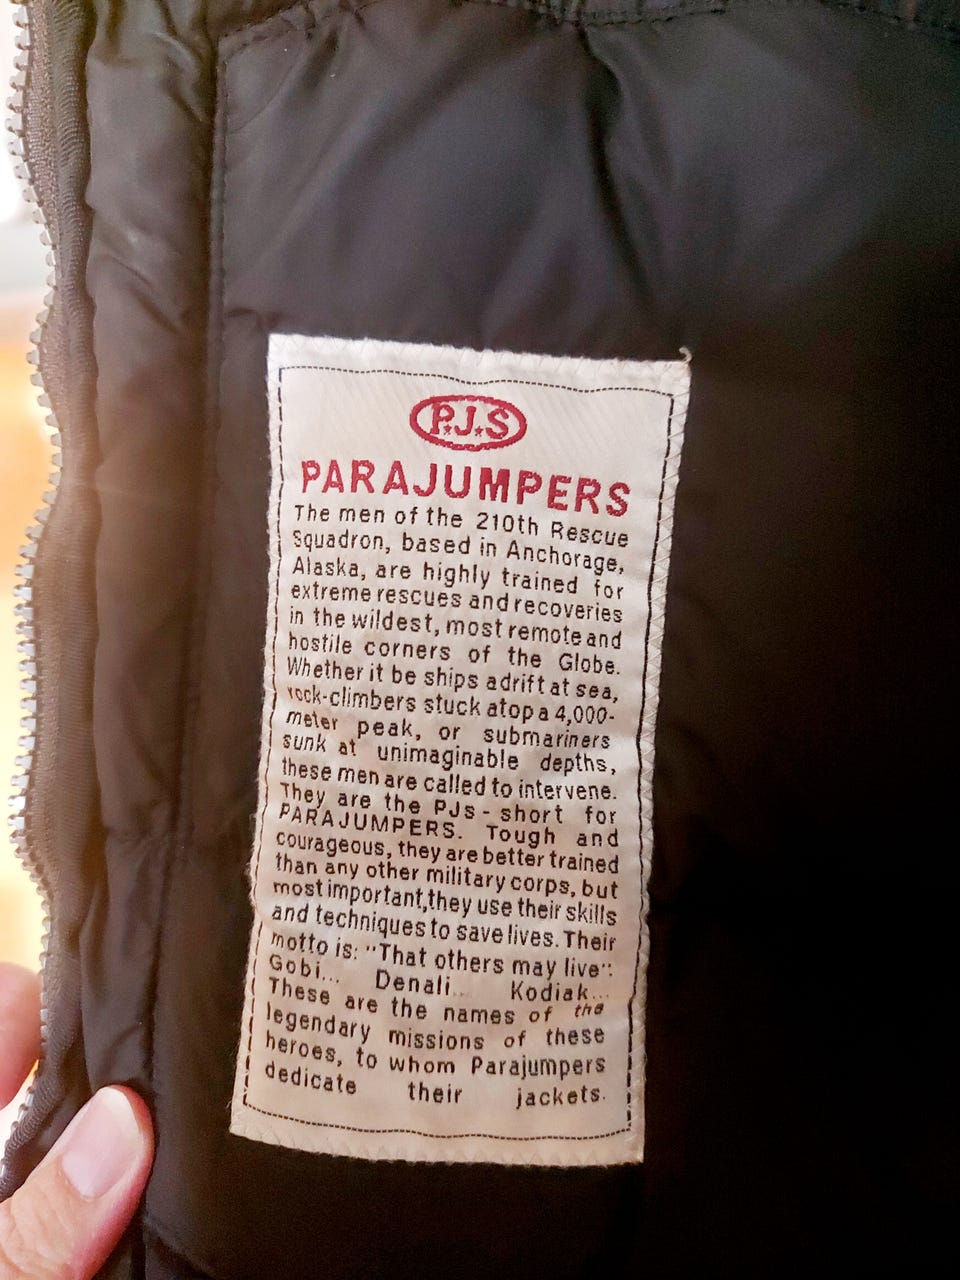 P.J.S
PARAJUMPERS
The men of the 210th Rescue
Squadron, based in Anchorage,
Alaska, are highly trained for
extreme rescues and recoveries
in the wildest, most remote and
hostile corners of the Globe.
Whether it be ships adrift at sea,
rock-climbers stuck atop a 4,000-
meter peak, or submariners
sunk at unimaginable depths,
these men are called to intervene.
They are the PJs - short for
PARAJUMPERS. Tough and
courageous, they are better trained
than any other military corps, but
most important,they use their skills
and techniques to save lives. Their
motto is: "That others may live":
Gobi... Denali... Kodiak...
These are the names of the
legendary missions of these
heroes, to whom Parajumpers
dedicate their jackets.